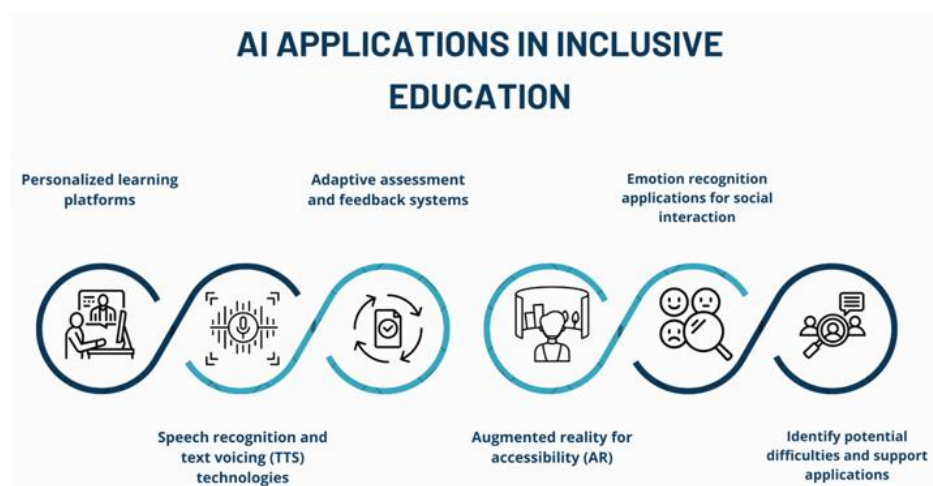 AI APPLICATIONS IN INCLUSIVE
EDUCATION
Personalized learning
platforms
Adaptive assessment
and feedback systems
Emotion recognition
applications for social
interaction
Speech recognition and
text voicing (TTS)
technologies
Augmented reality for
accessibility (AR)
Identify potential
difficulties and support
applications